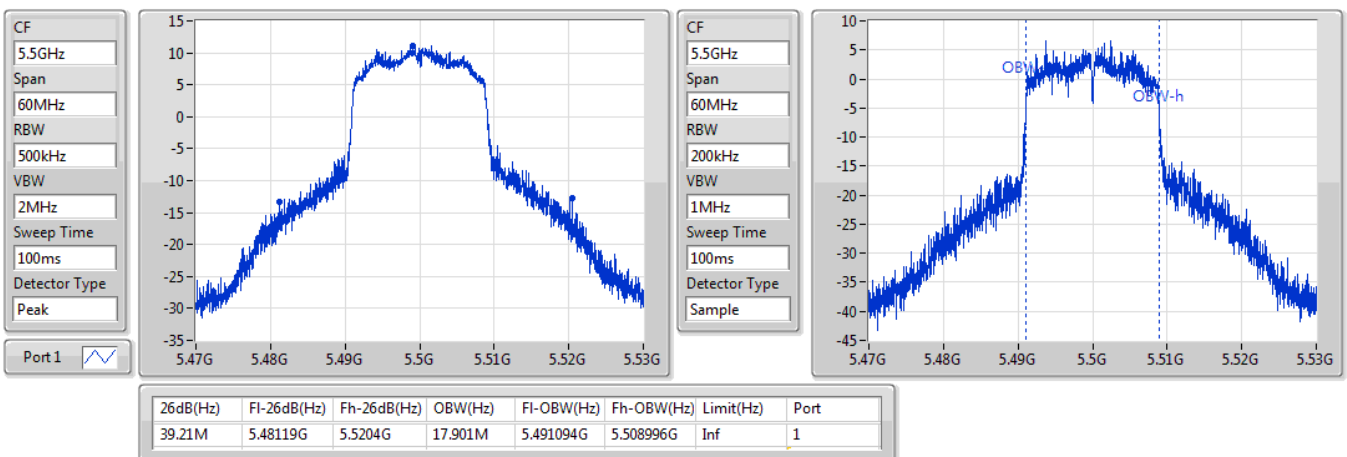 CF
5.5GHz
Span
60MHz
RBW
500kHz
VBW
2MHz
Sweep Time
100ms
Detector Type
Peak
Port 1
15
10
5
0
-5
-10
-15
-20
-25
-30
-35
5.47G 5.48G 5.49G 5.5G 5.51G 5.52G 5.53G
CF
5.5GHz
Span
60MHz
RBW
200kHz
VBW
1MHz
Sweep Time
100ms
Detector Type
Sample
10
5
0
-5
-10
-15
-20
-25
-30
-35
-40
-45
OBW-h
5.47G 5.48G 5.49G 5.5G 5.51G 5.52G 5.53G
26dB(Hz) Fl-26dB(Hz) Fh-26dB(Hz) OBW(Hz) Fl-OBW(Hz) Fh-OBW(Hz) Limit(Hz) Port
39.21M 5.48119G 5.5204G 17.901M 5.491094G 5.508996G Inf 1